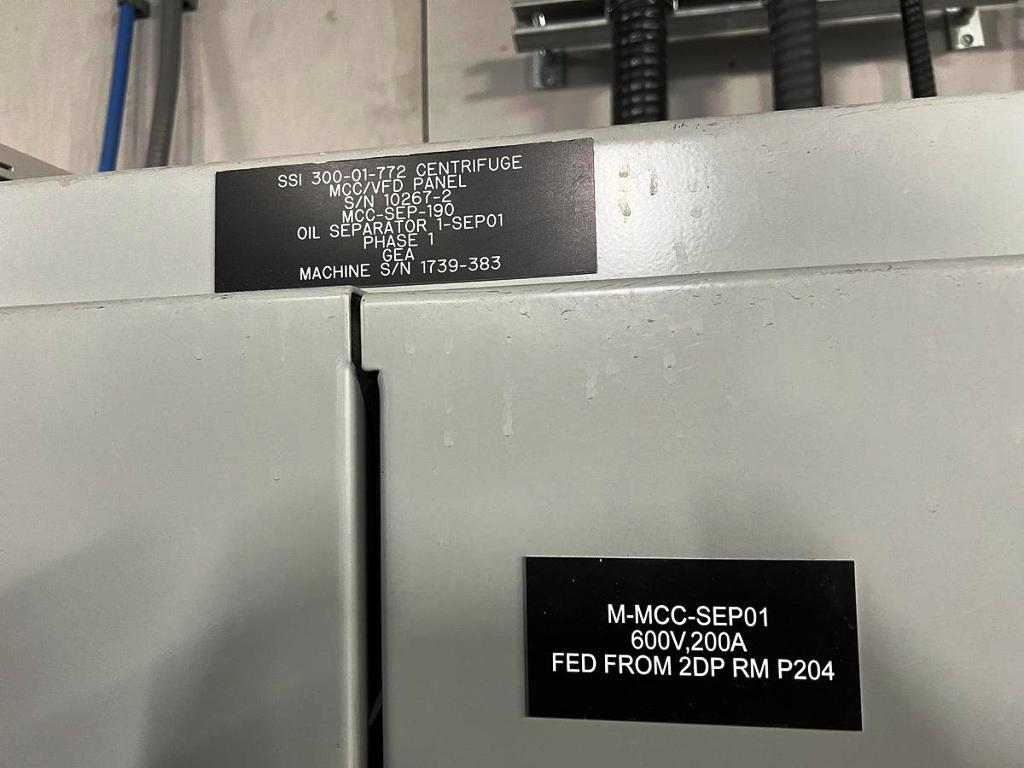 SSI 300-01-772 CENTRIFUGE
MCC/VFD PANEL
S/N 10267-2
MCC-SEP-190
OIL SEPARATOR 1-SEP01
PHASE 1
GEA
MACHINE S/N 1739-383
M-MCC-SEP01
600V,200A
FED FROM 2DP RM P204